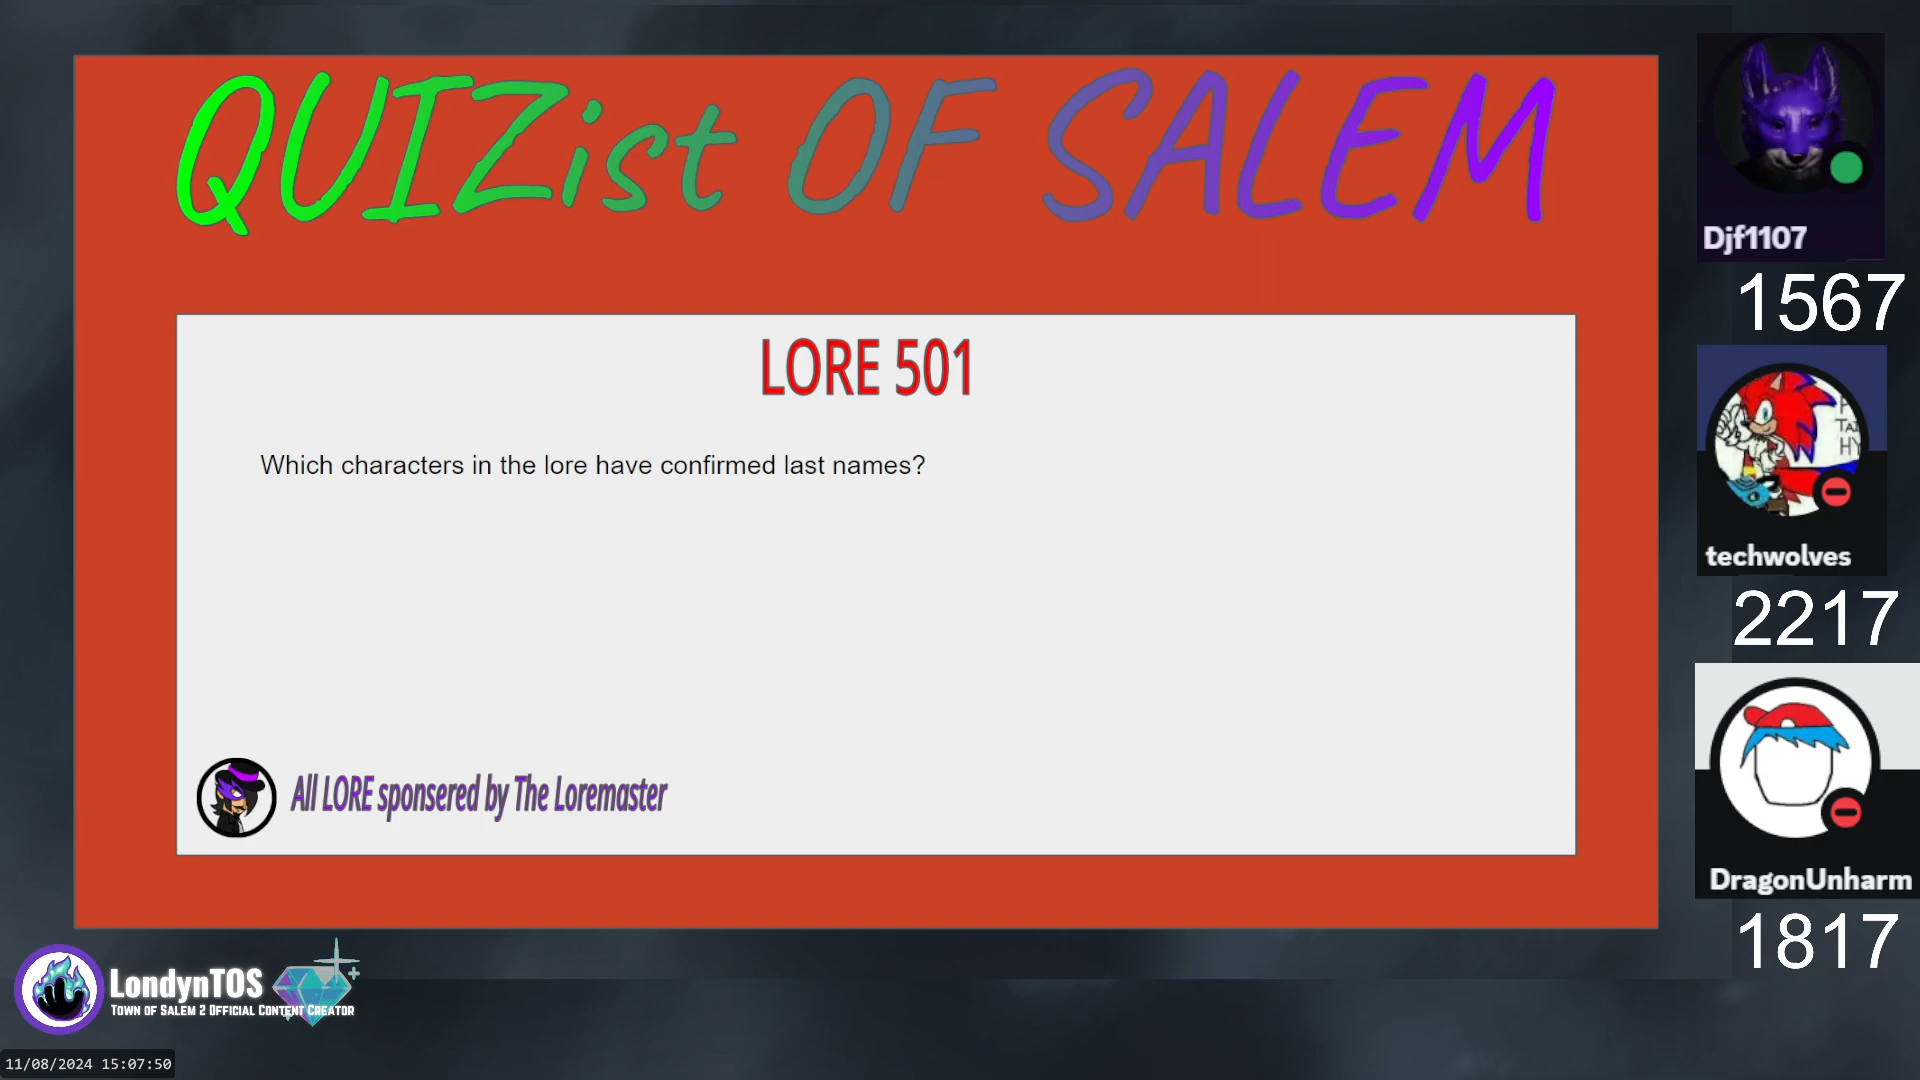 QUIZist OF SALEM
LORE 501
Which characters in the lore have confirmed last names?
All LORE sponsered by The Loremaster
Djf1107
1567
techwolves
2217
DragonUnharm
1817
LondynTOS
TOWN OF SALEM 2 OFFICIAL CONTENT CREATOR
11/08/2024 15:07:50